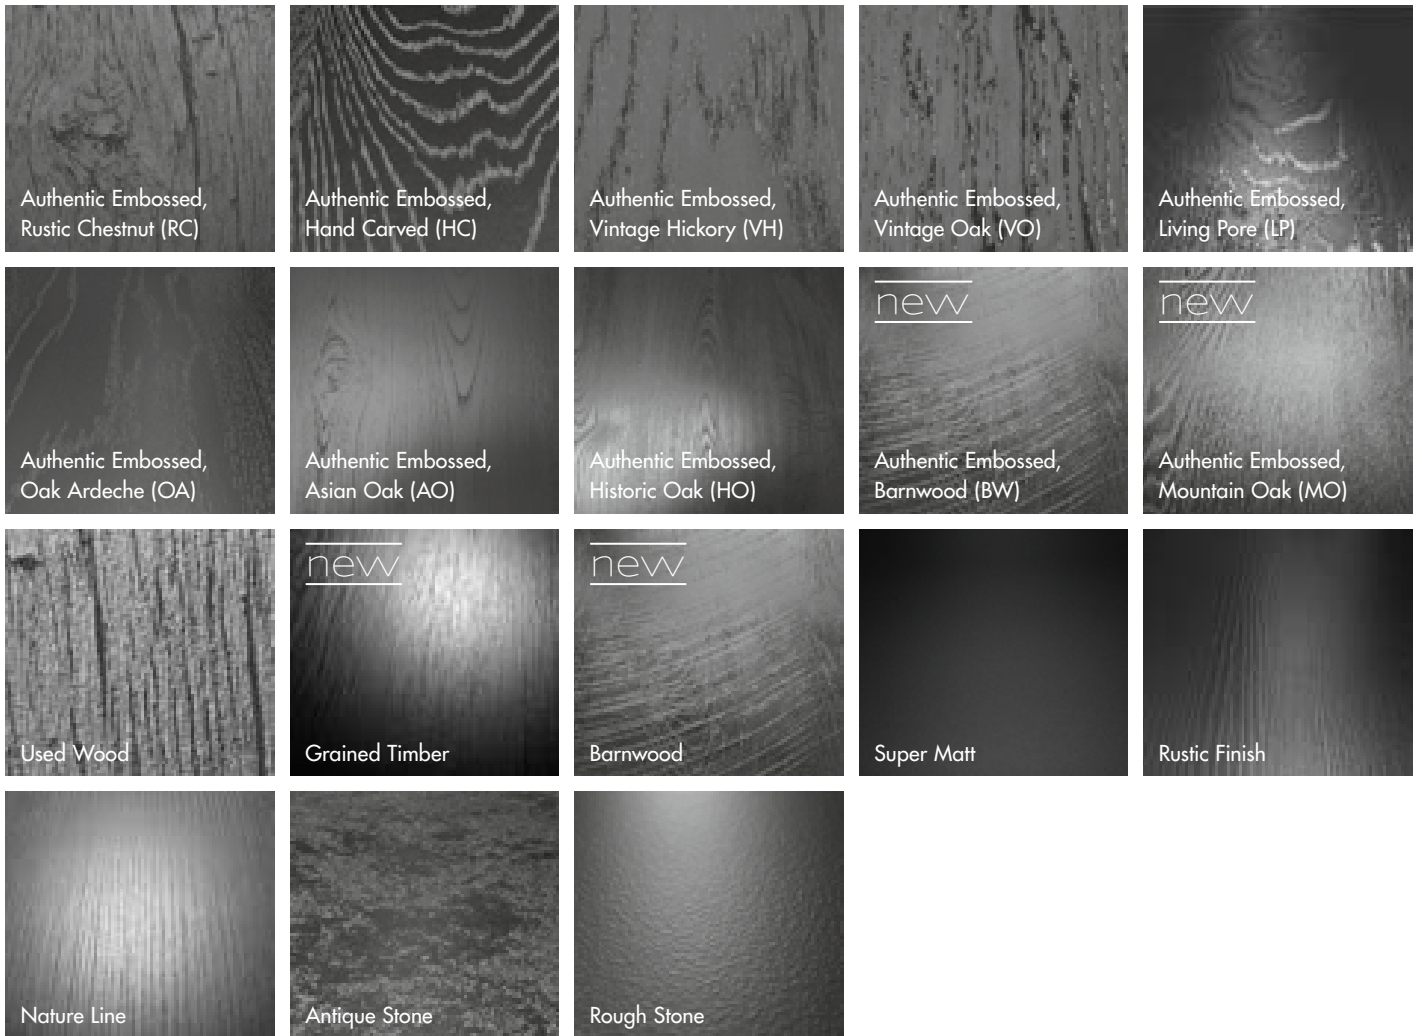 Authentic Embossed,
Rustic Chestnut (RC)
Authentic Embossed,
Hand Carved (HC)
Authentic Embossed,
Vintage Hickory (VH)
Authentic Embossed,
Vintage Oak (VO)
Authentic Embossed,
Living Pore (LP)
Authentic Embossed,
Oak Ardeche (OA)
Authentic Embossed,
Asian Oak (AO)
Authentic Embossed,
Historic Oak (HO)
new
Authentic Embossed,
Barnwood (BW)
new
Authentic Embossed,
Mountain Oak (MO)
Used Wood
new
Grained Timber
new
Barnwood
Super Matt
Rustic Finish
Nature Line
Antique Stone
Rough Stone